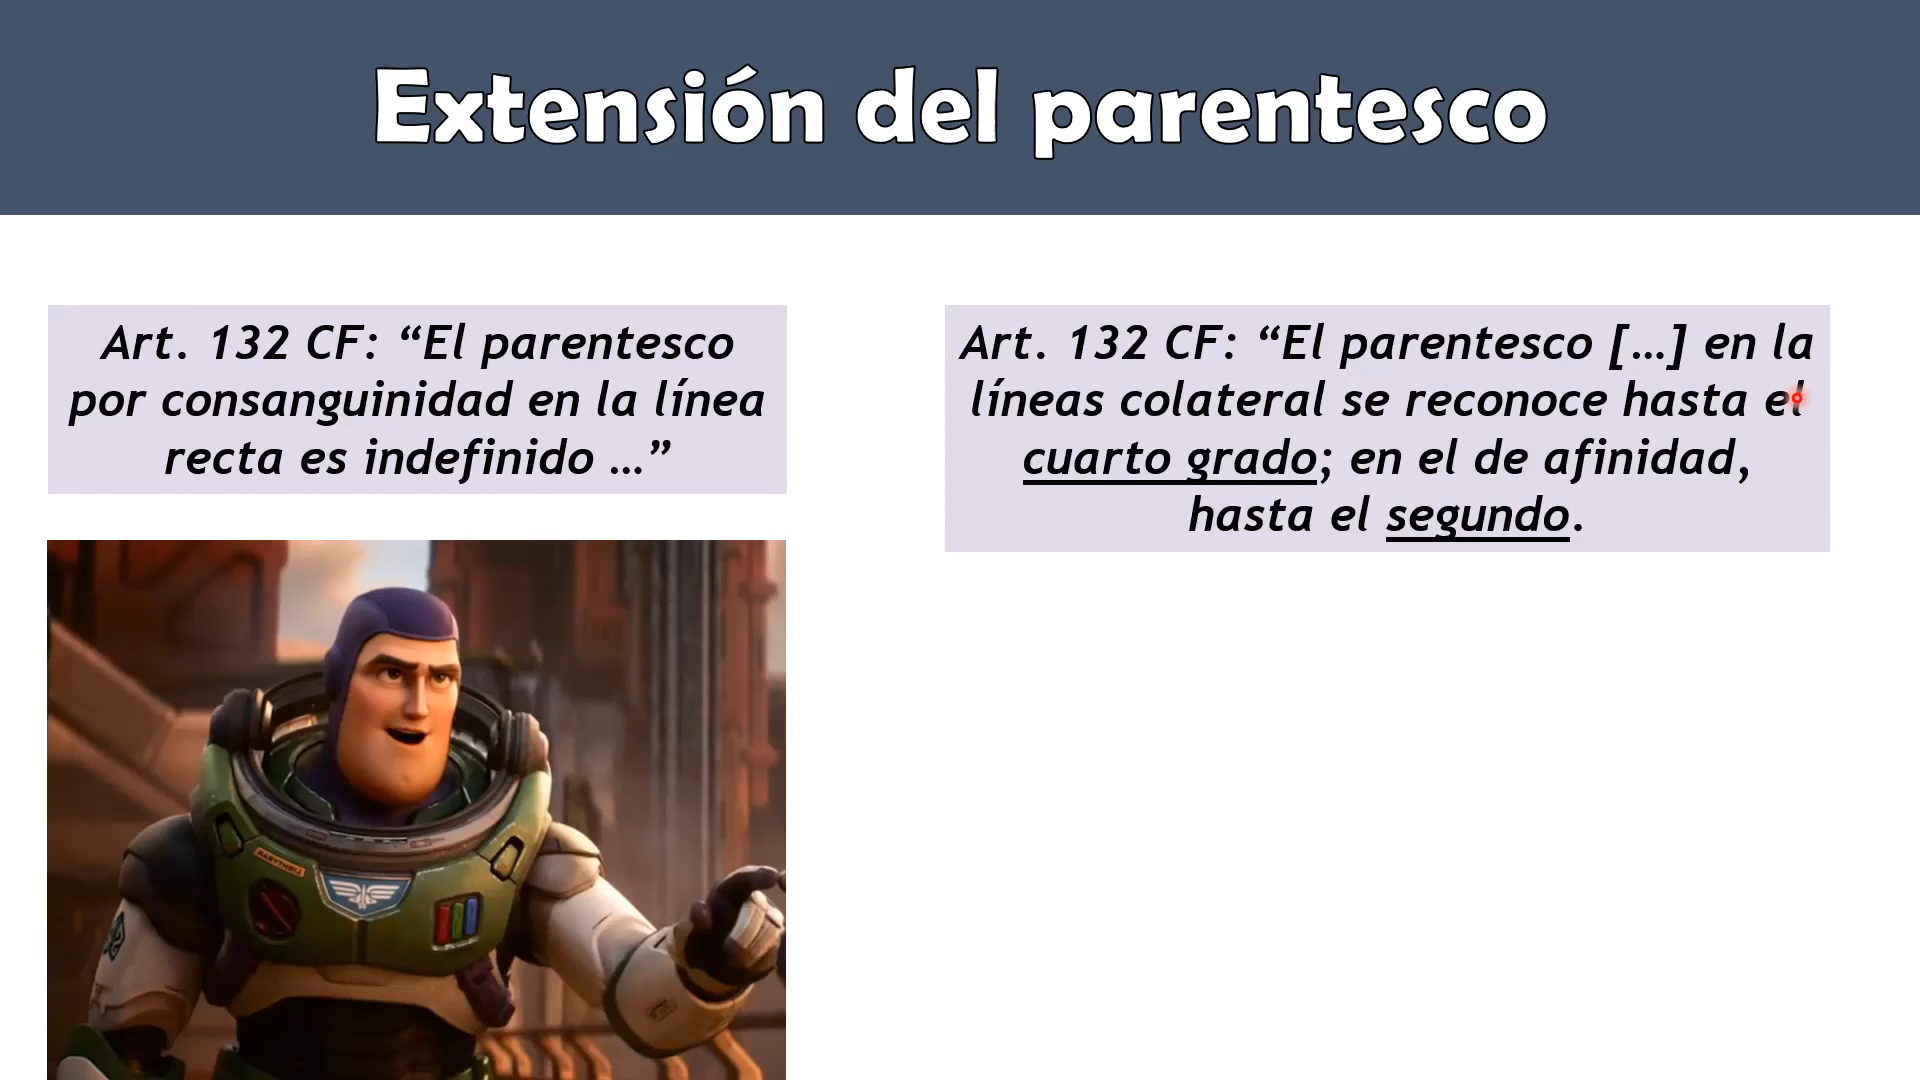 Extensión del parentesco
Art. 132 CF: “El parentesco
por consanguinidad en la línea
recta es indefinido …”
Art. 132 CF: “El parentesco […] en la
líneas colateral se reconoce hasta el
cuarto grado; en el de afinidad,
hasta el segundo.